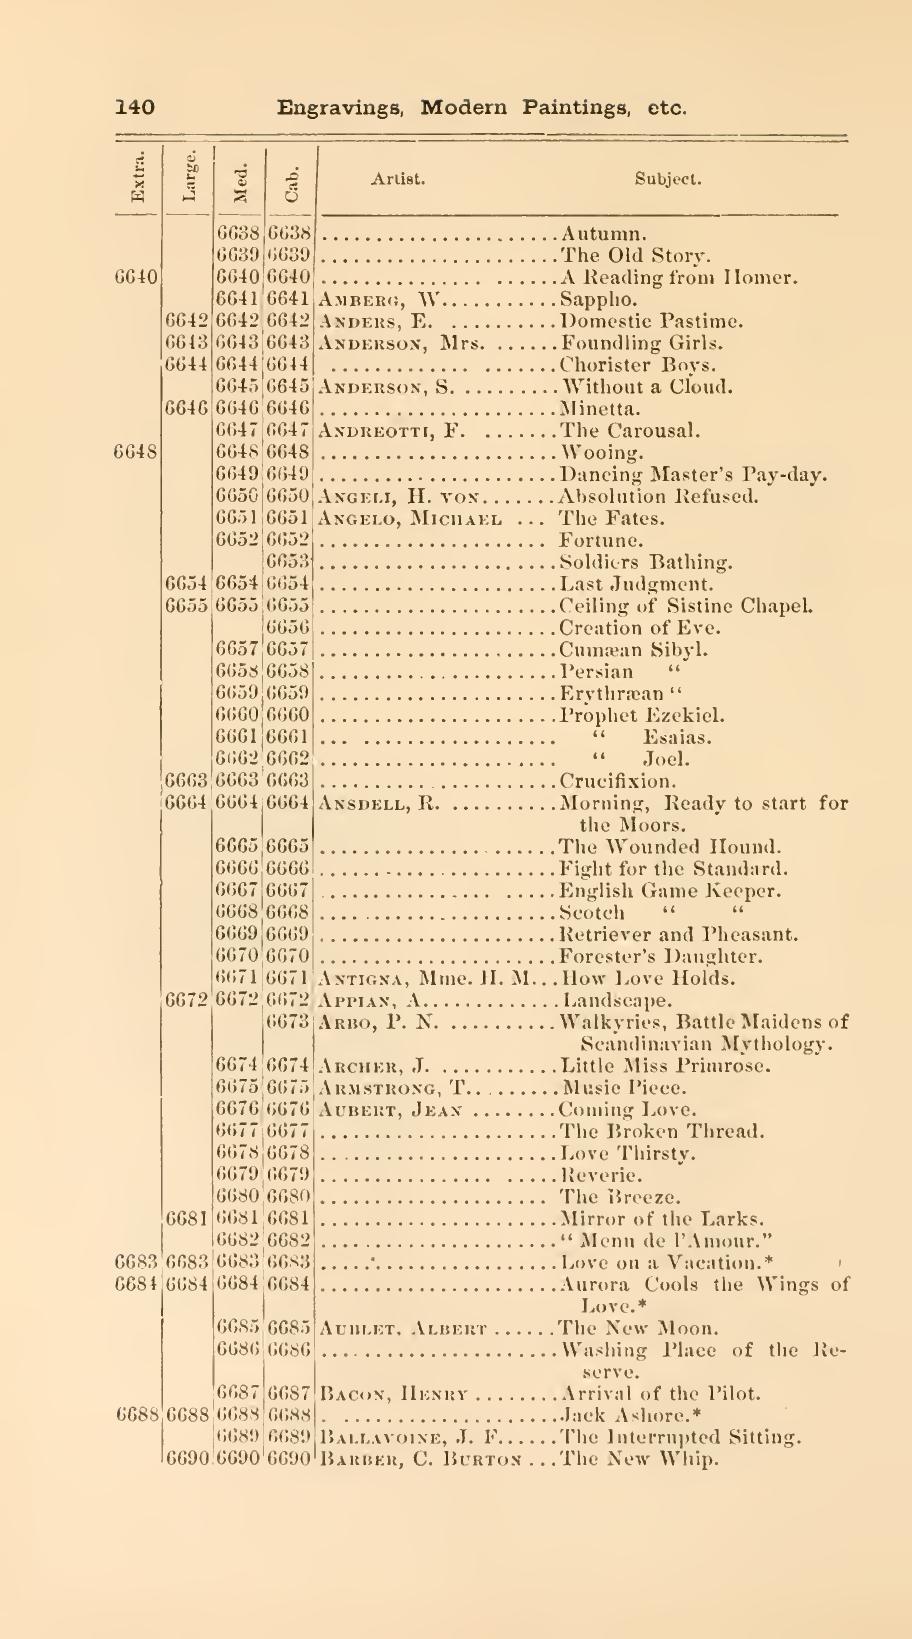 140 Engravings, Modern Paintings, etc.
Extra. Large. Med. Cab. Artist. Subject.
6638 6638 ...................... Autumn.
6639 6639 ...................... The Old Story.
6640 6640 6640 ...................... A Reading from Homer.
6641 6641 AMBERG, W........... Sappho.
6642 6642 6642 ANDERS, E. .......... Domestic Pastime.
6643 6643 6643 ANDERSON, Mrs. ...... Foundling Girls.
6644 6644 6644 ...................... Chorister Boys.
6645 6645 ANDERSON, S. ......... Without a Cloud.
6646 6646 6646 ...................... Minetta.
6647 6647 ANDREOTTI, F. ....... The Carousal.
6648 6648 6648 ...................... Wooing.
6649 6649 ...................... Dancing Master's Pay-day.
6650 6650 ANGELI, H. VON....... Absolution Refused.
6651 6651 ANGELO, MICHAEL ... The Fates.
6652 6652 ..................... Fortune.
6653 ...................... Soldiers Bathing.
6654 6654 6654 ...................... Last Judgment.
6655 6655 6655 ...................... Ceiling of Sistine Chapel.
6656 ...................... Creation of Eve.
6657 6657 ...................... Cumæan Sibyl.
6658 6658 ...................... Persian “
6659 6659 ...................... Erythræan “
6660 6660 ...................... Prophet Ezekiel.
6661 6661 ...................... “ Esaias.
6662 6662 ...................... “ Joel.
6663 6663 6663 ...................... Crucifixion.
6664 6664 6664 ANSDELL, R. .......... Morning, Ready to start for
the Moors.
6665 6665 ...................... The Wounded Hound.
6666 6666 ...................... Fight for the Standard.
6667 6667 ...................... English Game Keeper.
6668 6668 ...................... Scotch “ “
6669 6669 ...................... Retriever and Pheasant.
6670 6670 ...................... Forester's Daughter.
6671 6671 ANTIGNA, Mme. H. M... How Love Holds.
6672 6672 6672 APPIAN, A............. Landscape.
6673 ARBO, P. N. .......... Walkyries, Battle Maidens of
Scandinavian Mythology.
6674 6674 ARCHER, J. ........... Little Miss Primrose.
6675 6675 ARMSTRONG, T......... Music Piece.
6676 6676 AUBERT, JEAN ........ Coming Love.
6677 6677 ...................... The Broken Thread.
6678 6678 ...................... Love Thirsty.
6679 6679 ...................... Reverie.
6680 6680 ..................... The Breeze.
6681 6681 6681 ...................... Mirror of the Larks.
6682 6682 ...................... “ Menu de l'Amour.”
6683 6683 6683 6683 ...................... Love on a Vacation.*
6684 6684 6684 6684 ...................... Aurora Cools the Wings of
Love.*
6685 6685 AUBLET, ALBERT ...... The New Moon.
6686 6686 ...................... Washing Place of the Re-
serve.
6687 6687 BACON, HENRY ........ Arrival of the Pilot.
6688 6688 6688 6688 ...................... Jack Ashore.*
6689 6689 BALLAVOINE, J. F...... The Interrupted Sitting.
6690 6690 6690 BARBER, C. BURTON ... The New Whip.